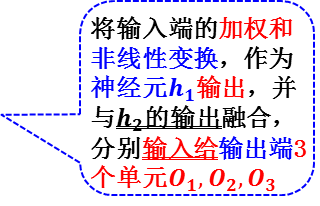 将输入端的加权和
非线性变换，作为
神经元h₁输出，并
与h₂的输出融合，
分别输入给输出端3
个单元O₁, O₂, O₃